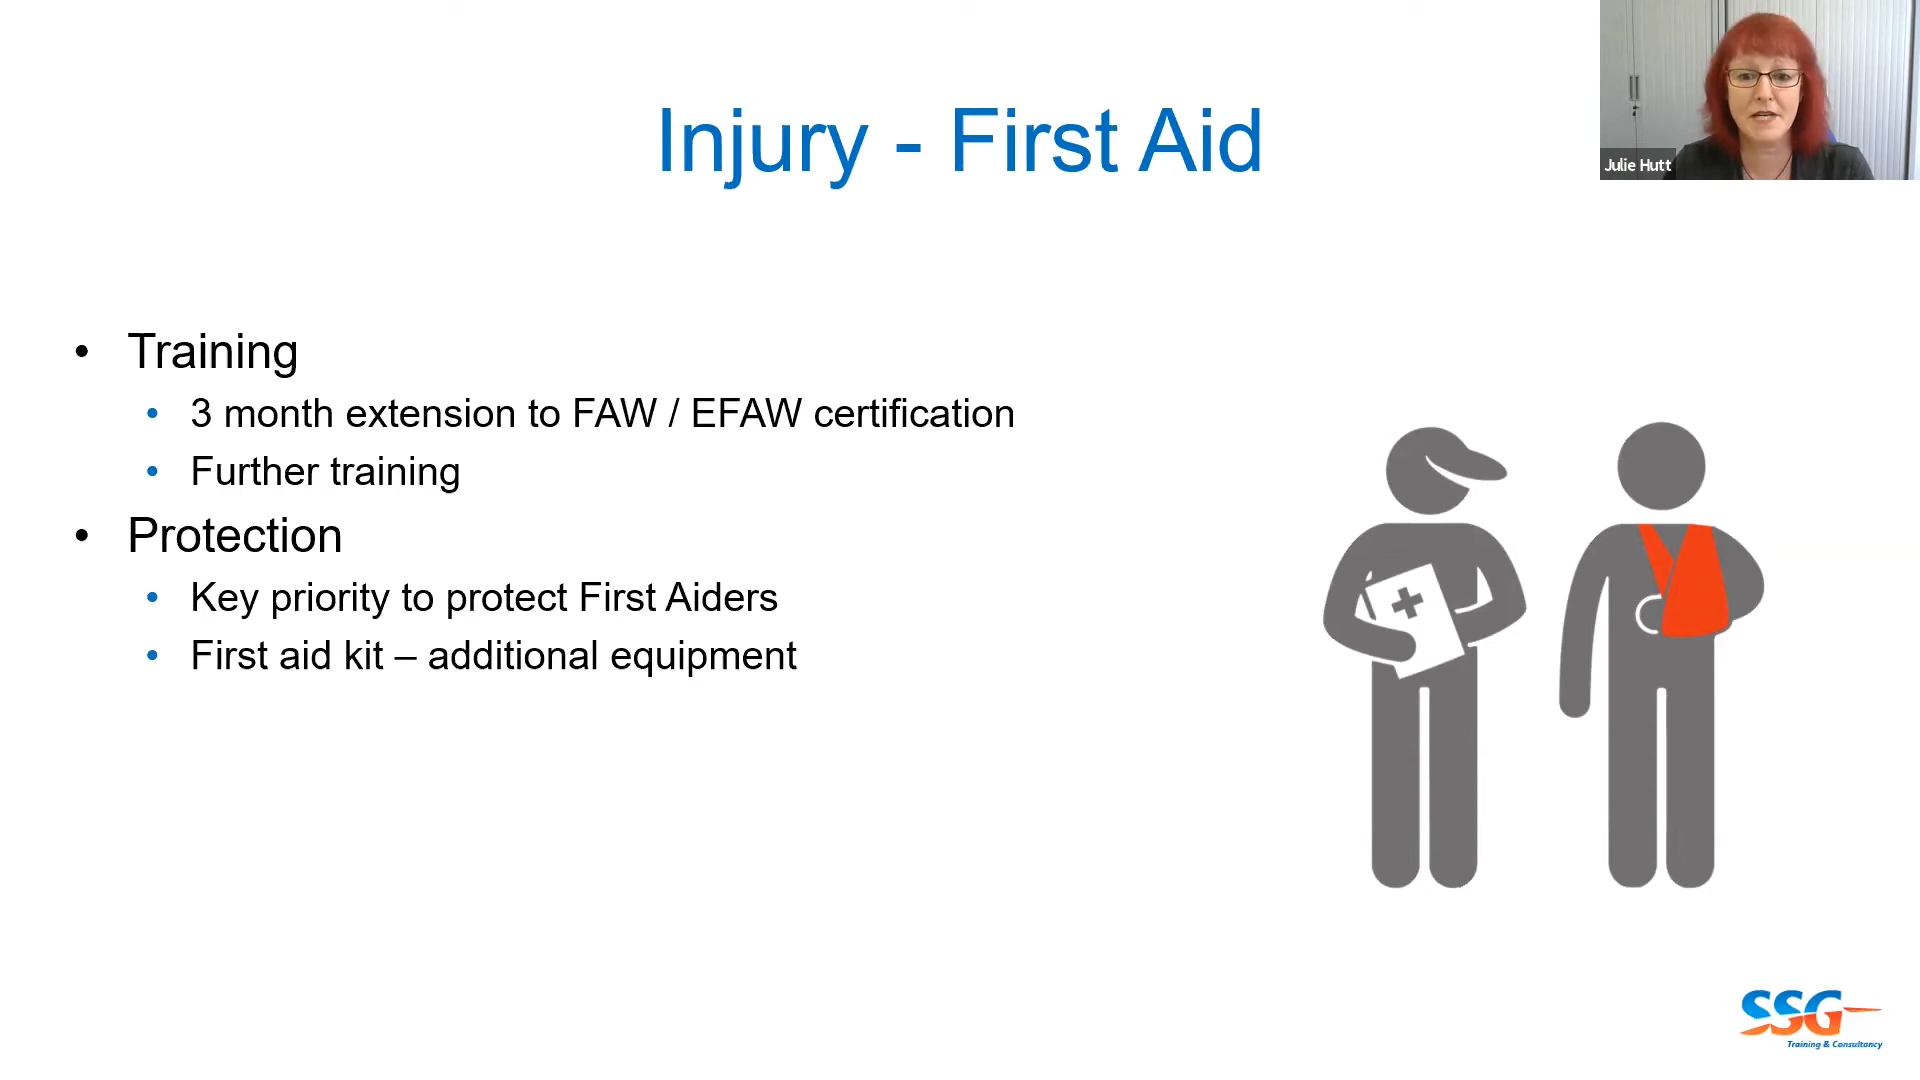 Injury - First Aid
Julie Hutt
• Training
• 3 month extension to FAW / EFAW certification
• Further training
• Protection
• Key priority to protect First Aiders
• First aid kit – additional equipment
SSG
Training & Consultancy